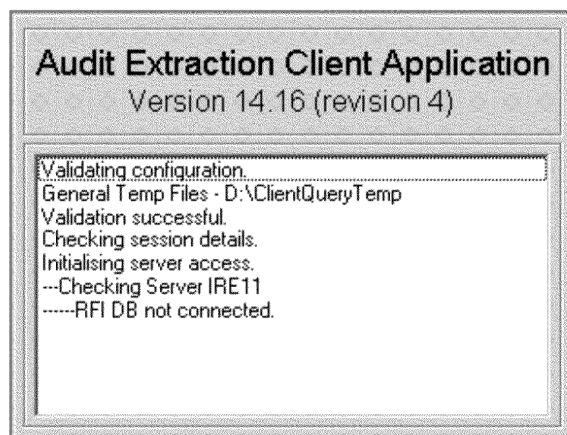 Audit Extraction Client Application
Version 14.16 (revision 4)
Validating configuration.
General Temp Files - D:\ClientQueryTemp
Validation successful.
Checking session details.
Initialising server access.
---Checking Server IRE11
------RFI DB not connected.